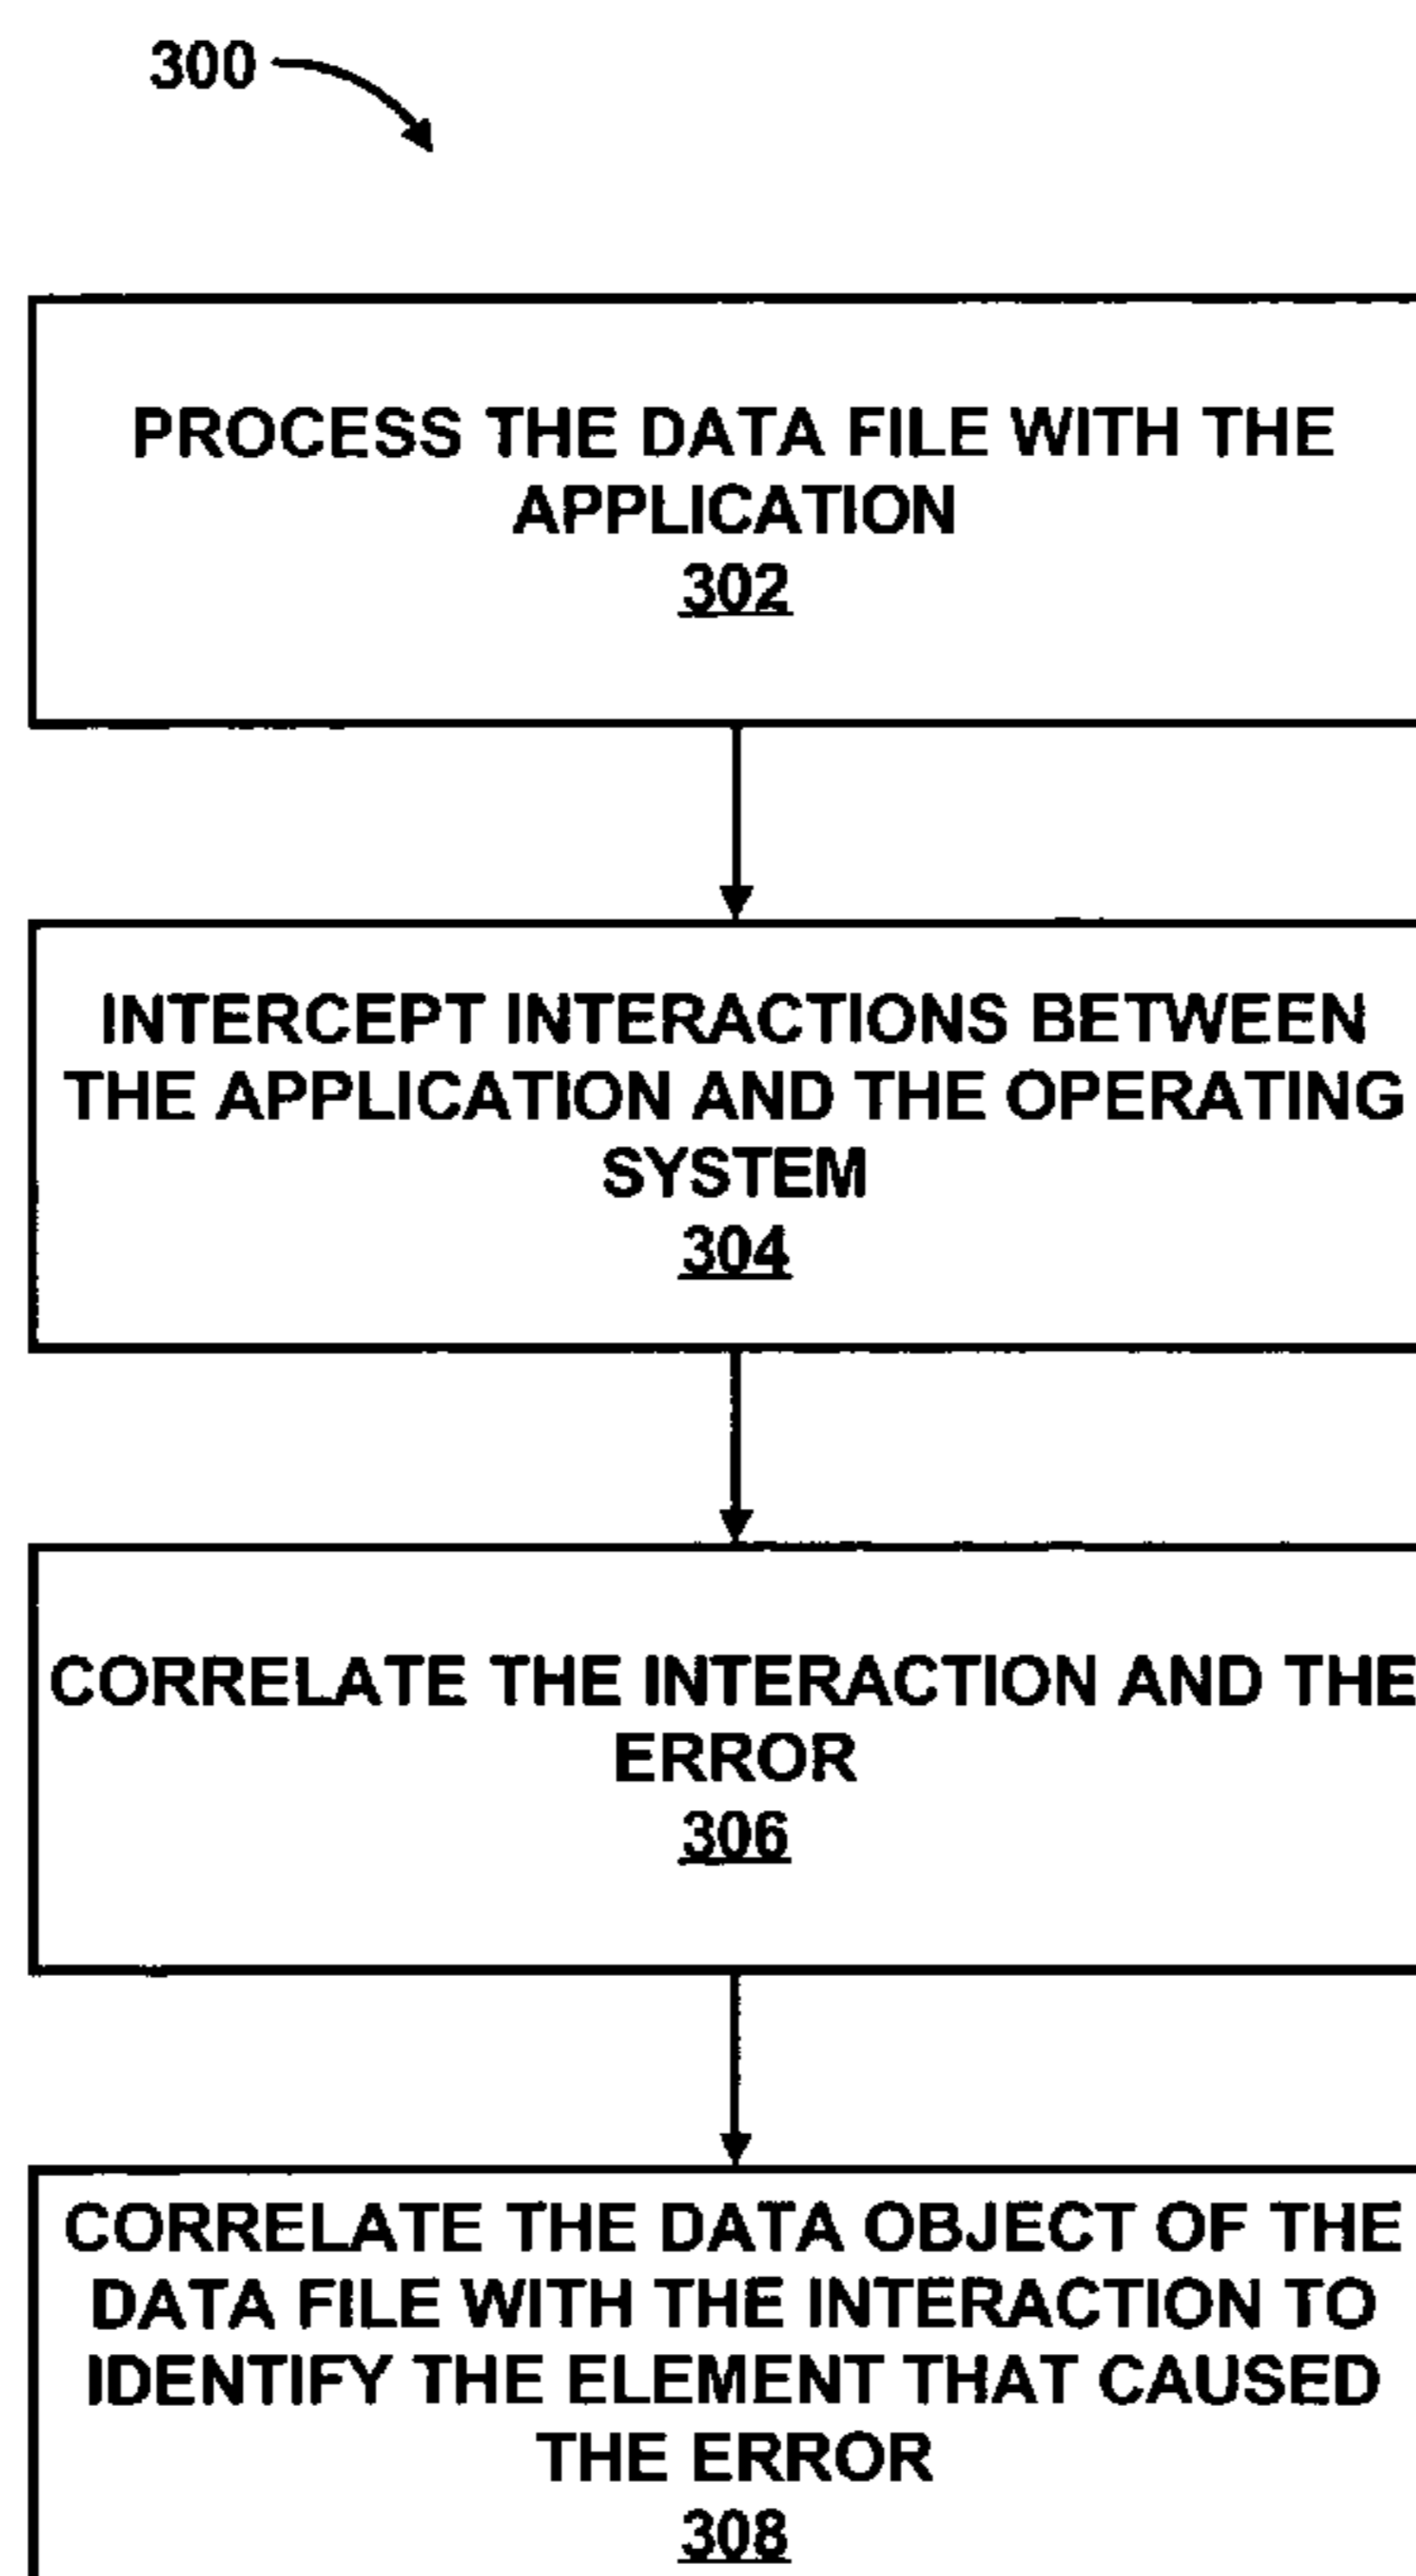 300
PROCESS THE DATA FILE WITH THE
APPLICATION
302
INTERCEPT INTERACTIONS BETWEEN
THE APPLICATION AND THE OPERATING
SYSTEM
304
CORRELATE THE INTERACTION AND THE
ERROR
306
CORRELATE THE DATA OBJECT OF THE
DATA FILE WITH THE INTERACTION TO
IDENTIFY THE ELEMENT THAT CAUSED
THE ERROR
308